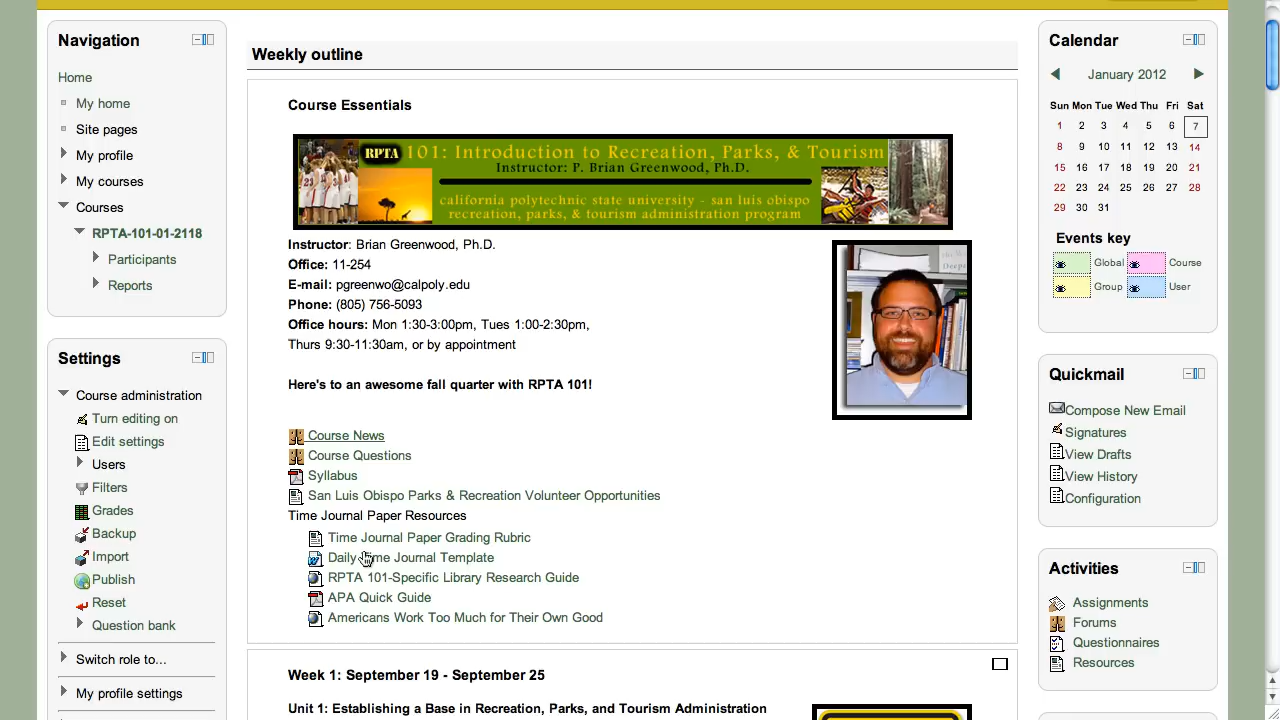 Navigation
Home
My home
Site pages
My profile
My courses
Courses
RPTA-101-01-2118
Participants
Reports
Settings
Course administration
Turn editing on
Edit settings
Users
Filters
Grades
Backup
Import
Publish
Reset
Question bank
Switch role to...
My profile settings
Weekly outline
Course Essentials
RPTA 101: Introduction to Recreation, Parks, & Tourism
Instructor: P. Brian Greenwood, Ph.D.
california polytechnic state university - san luis obispo
recreation, parks, & tourism administration program
Instructor: Brian Greenwood, Ph.D.
Office: 11-254
E-mail: pgreenwo@calpoly.edu
Phone: (805) 756-5093
Office hours: Mon 1:30-3:00pm, Tues 1:00-2:30pm,
Thurs 9:30-11:30am, or by appointment
Here's to an awesome fall quarter with RPTA 101!
Course News
Course Questions
Syllabus
San Luis Obispo Parks & Recreation Volunteer Opportunities
Time Journal Paper Resources
Time Journal Paper Grading Rubric
Daily Time Journal Template
RPTA 101-Specific Library Research Guide
APA Quick Guide
Americans Work Too Much for Their Own Good
Week 1: September 19 - September 25
Unit 1: Establishing a Base in Recreation, Parks, and Tourism Administration
Calendar
January 2012
Sun Mon Tue Wed Thu Fri Sat
1 2 3 4 5 6 7
8 9 10 11 12 13 14
15 16 17 18 19 20 21
22 23 24 25 26 27 28
29 30 31
Events key
Global Course
Group User
Quickmail
Compose New Email
Signatures
View Drafts
View History
Configuration
Activities
Assignments
Forums
Questionnaires
Resources